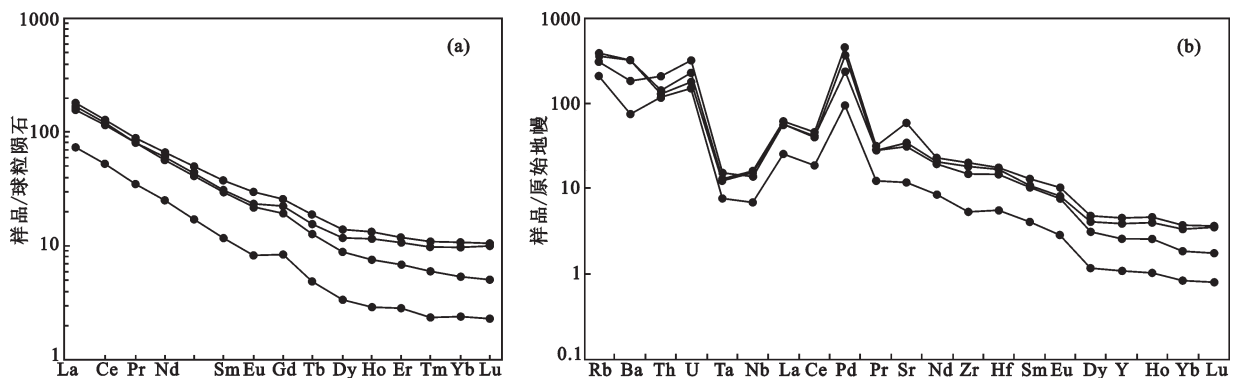 (a)
样品/球粒陨石
1000
100
10
1
La Ce Pr Nd Sm Eu Gd Tb Dy Ho Er Tm Yb Lu
(b)
样品/原始地幔
1000
100
10
1
0.1
Rb Ba Th U Ta Nb La Ce Pd Pr Sr Nd Zr Hf Sm Eu Dy Y Ho Yb Lu